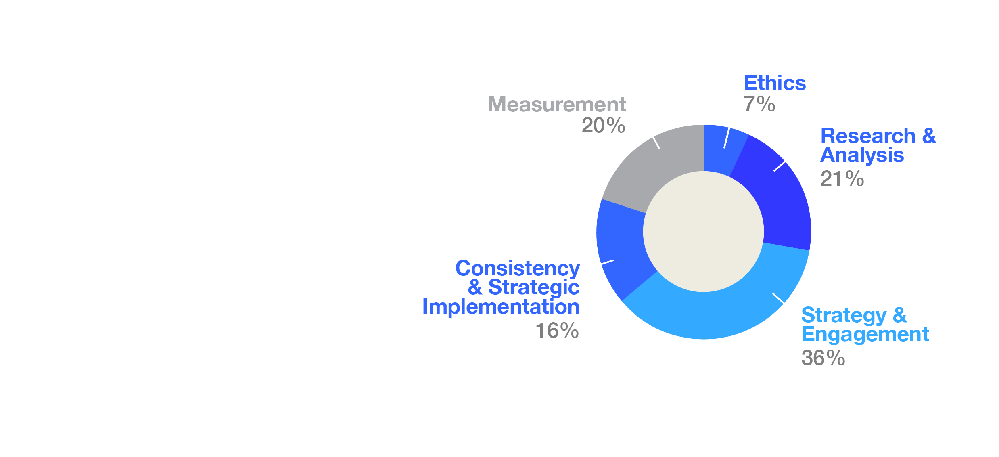 Ethics
7%
Measurement
20%
Research &
Analysis
21%
Consistency
& Strategic
Implementation
16%
Strategy &
Engagement
36%